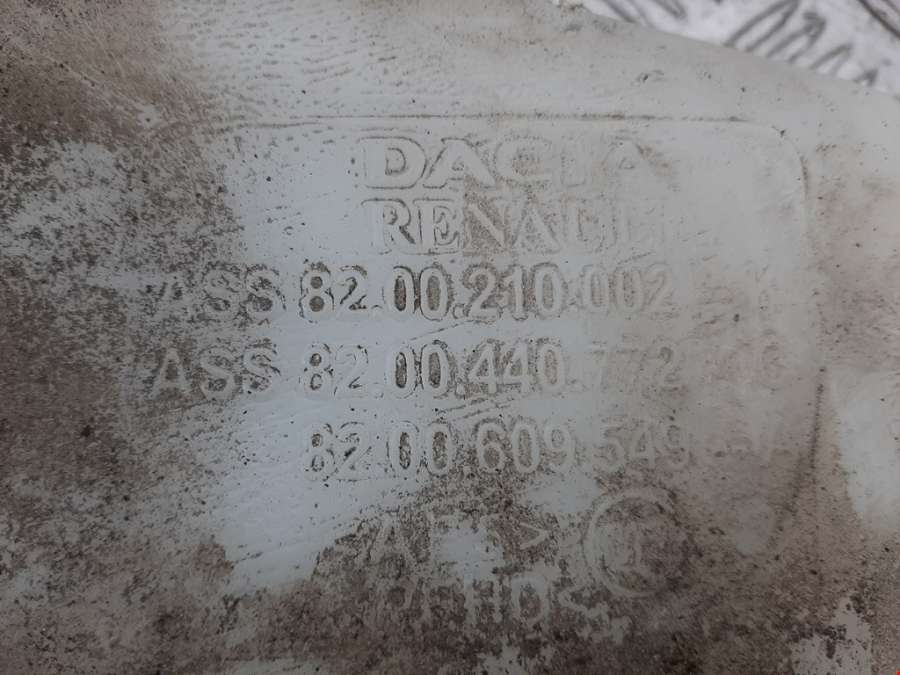 DACIA
RENAULT
ASS 82.00.210.002
ASS 82.00.440.772
82.00.609.549